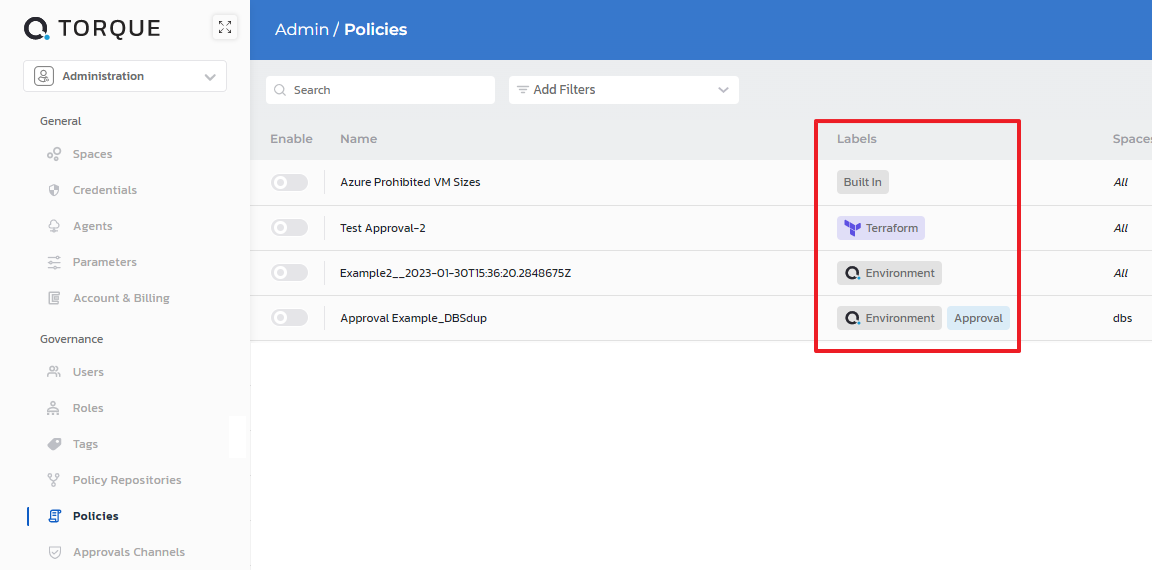 TORQUE
Administration
General
Spaces
Credentials
Agents
Parameters
Account & Billing
Governance
Users
Roles
Tags
Policy Repositories
Policies
Approvals Channels
Admin / Policies
Search
Add Filters
Enable Name Labels Spaces
Azure Prohibited VM Sizes Built In All
Test Approval-2 Terraform All
Example2__2023-01-30T15:36:20.2848675Z Environment All
Approval Example_DBSdup Environment Approval dbs